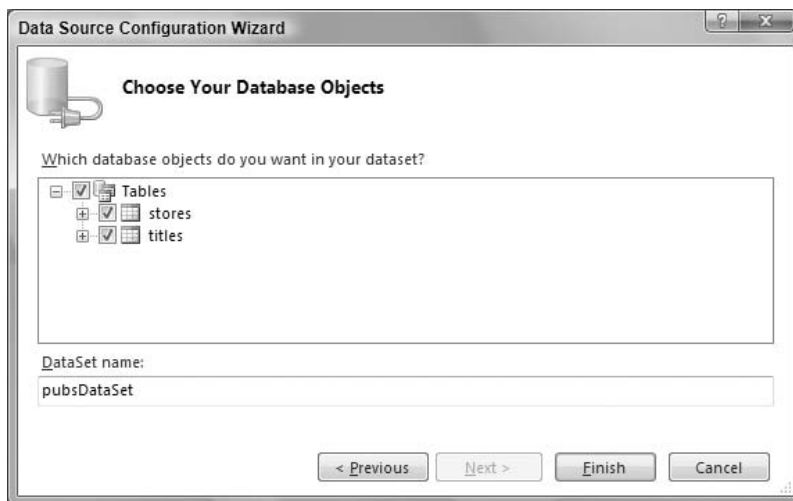 Data Source Configuration Wizard
Choose Your Database Objects
Which database objects do you want in your dataset?
Tables
stores
titles
DataSet name:
pubsDataSet
< Previous
Next >
Finish
Cancel